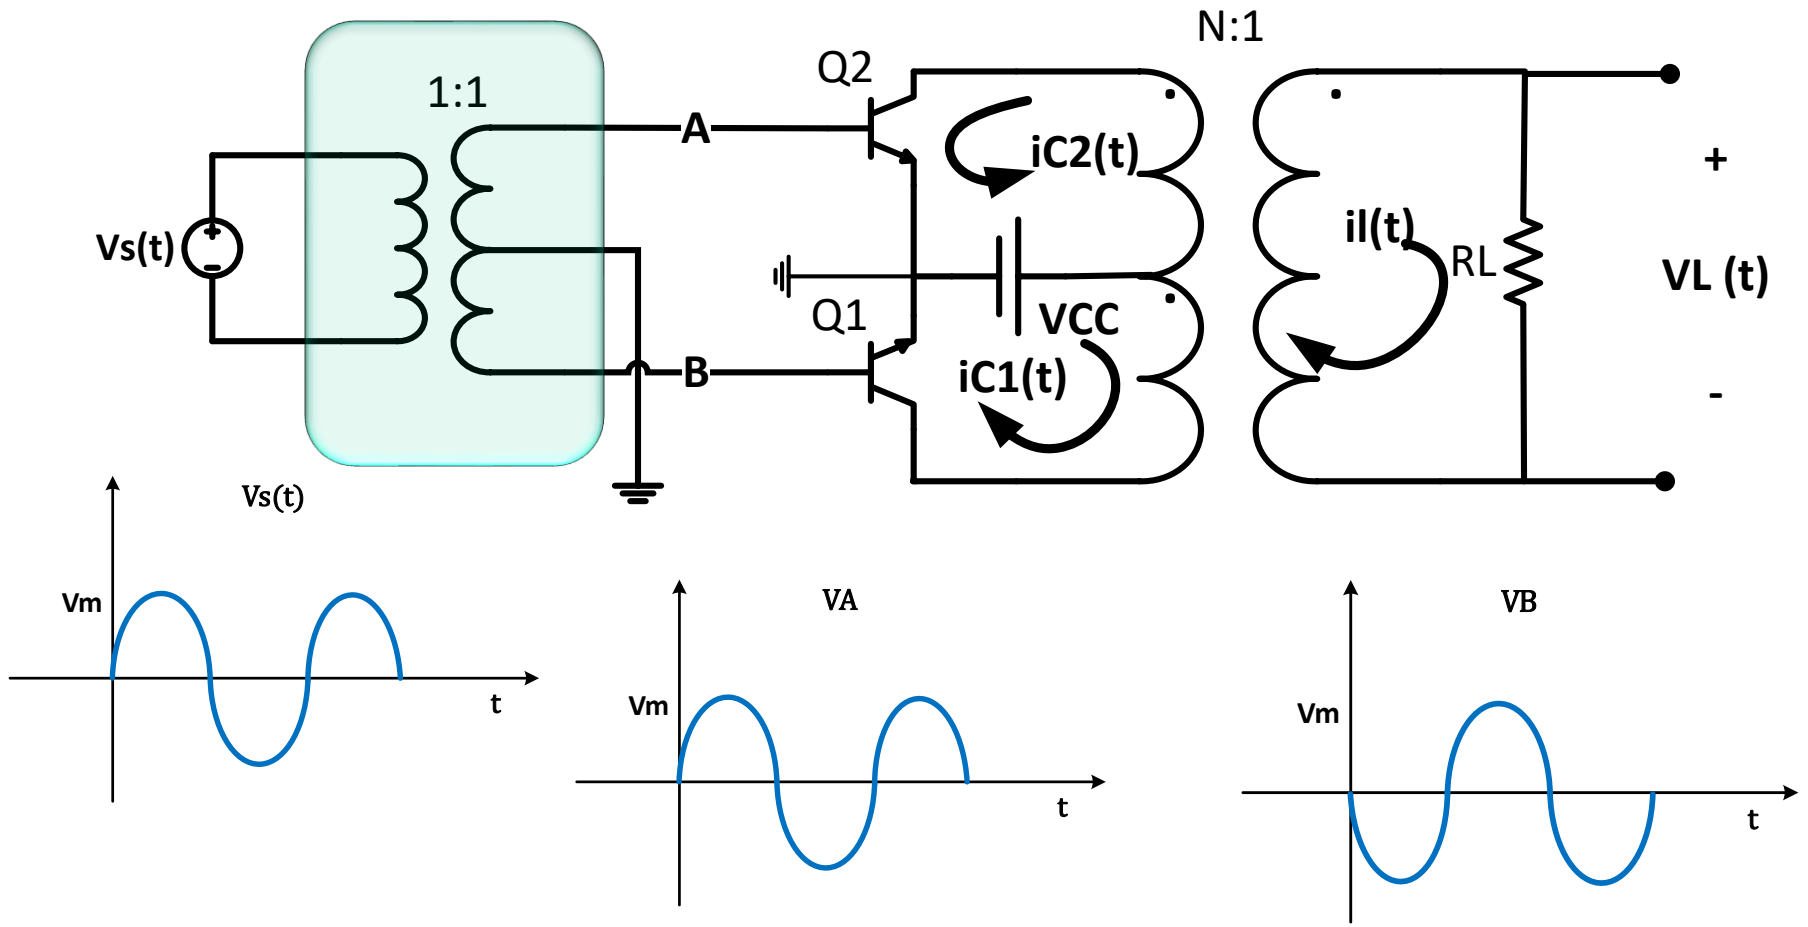 N:1
Q2
1:1
A
iC2(t)
+
Vs(t)
+
-
il(t)
RL
VL (t)
Q1
VCC
B
iC1(t)
-
Vs(t)
Vm
t
VA
Vm
t
VB
Vm
t